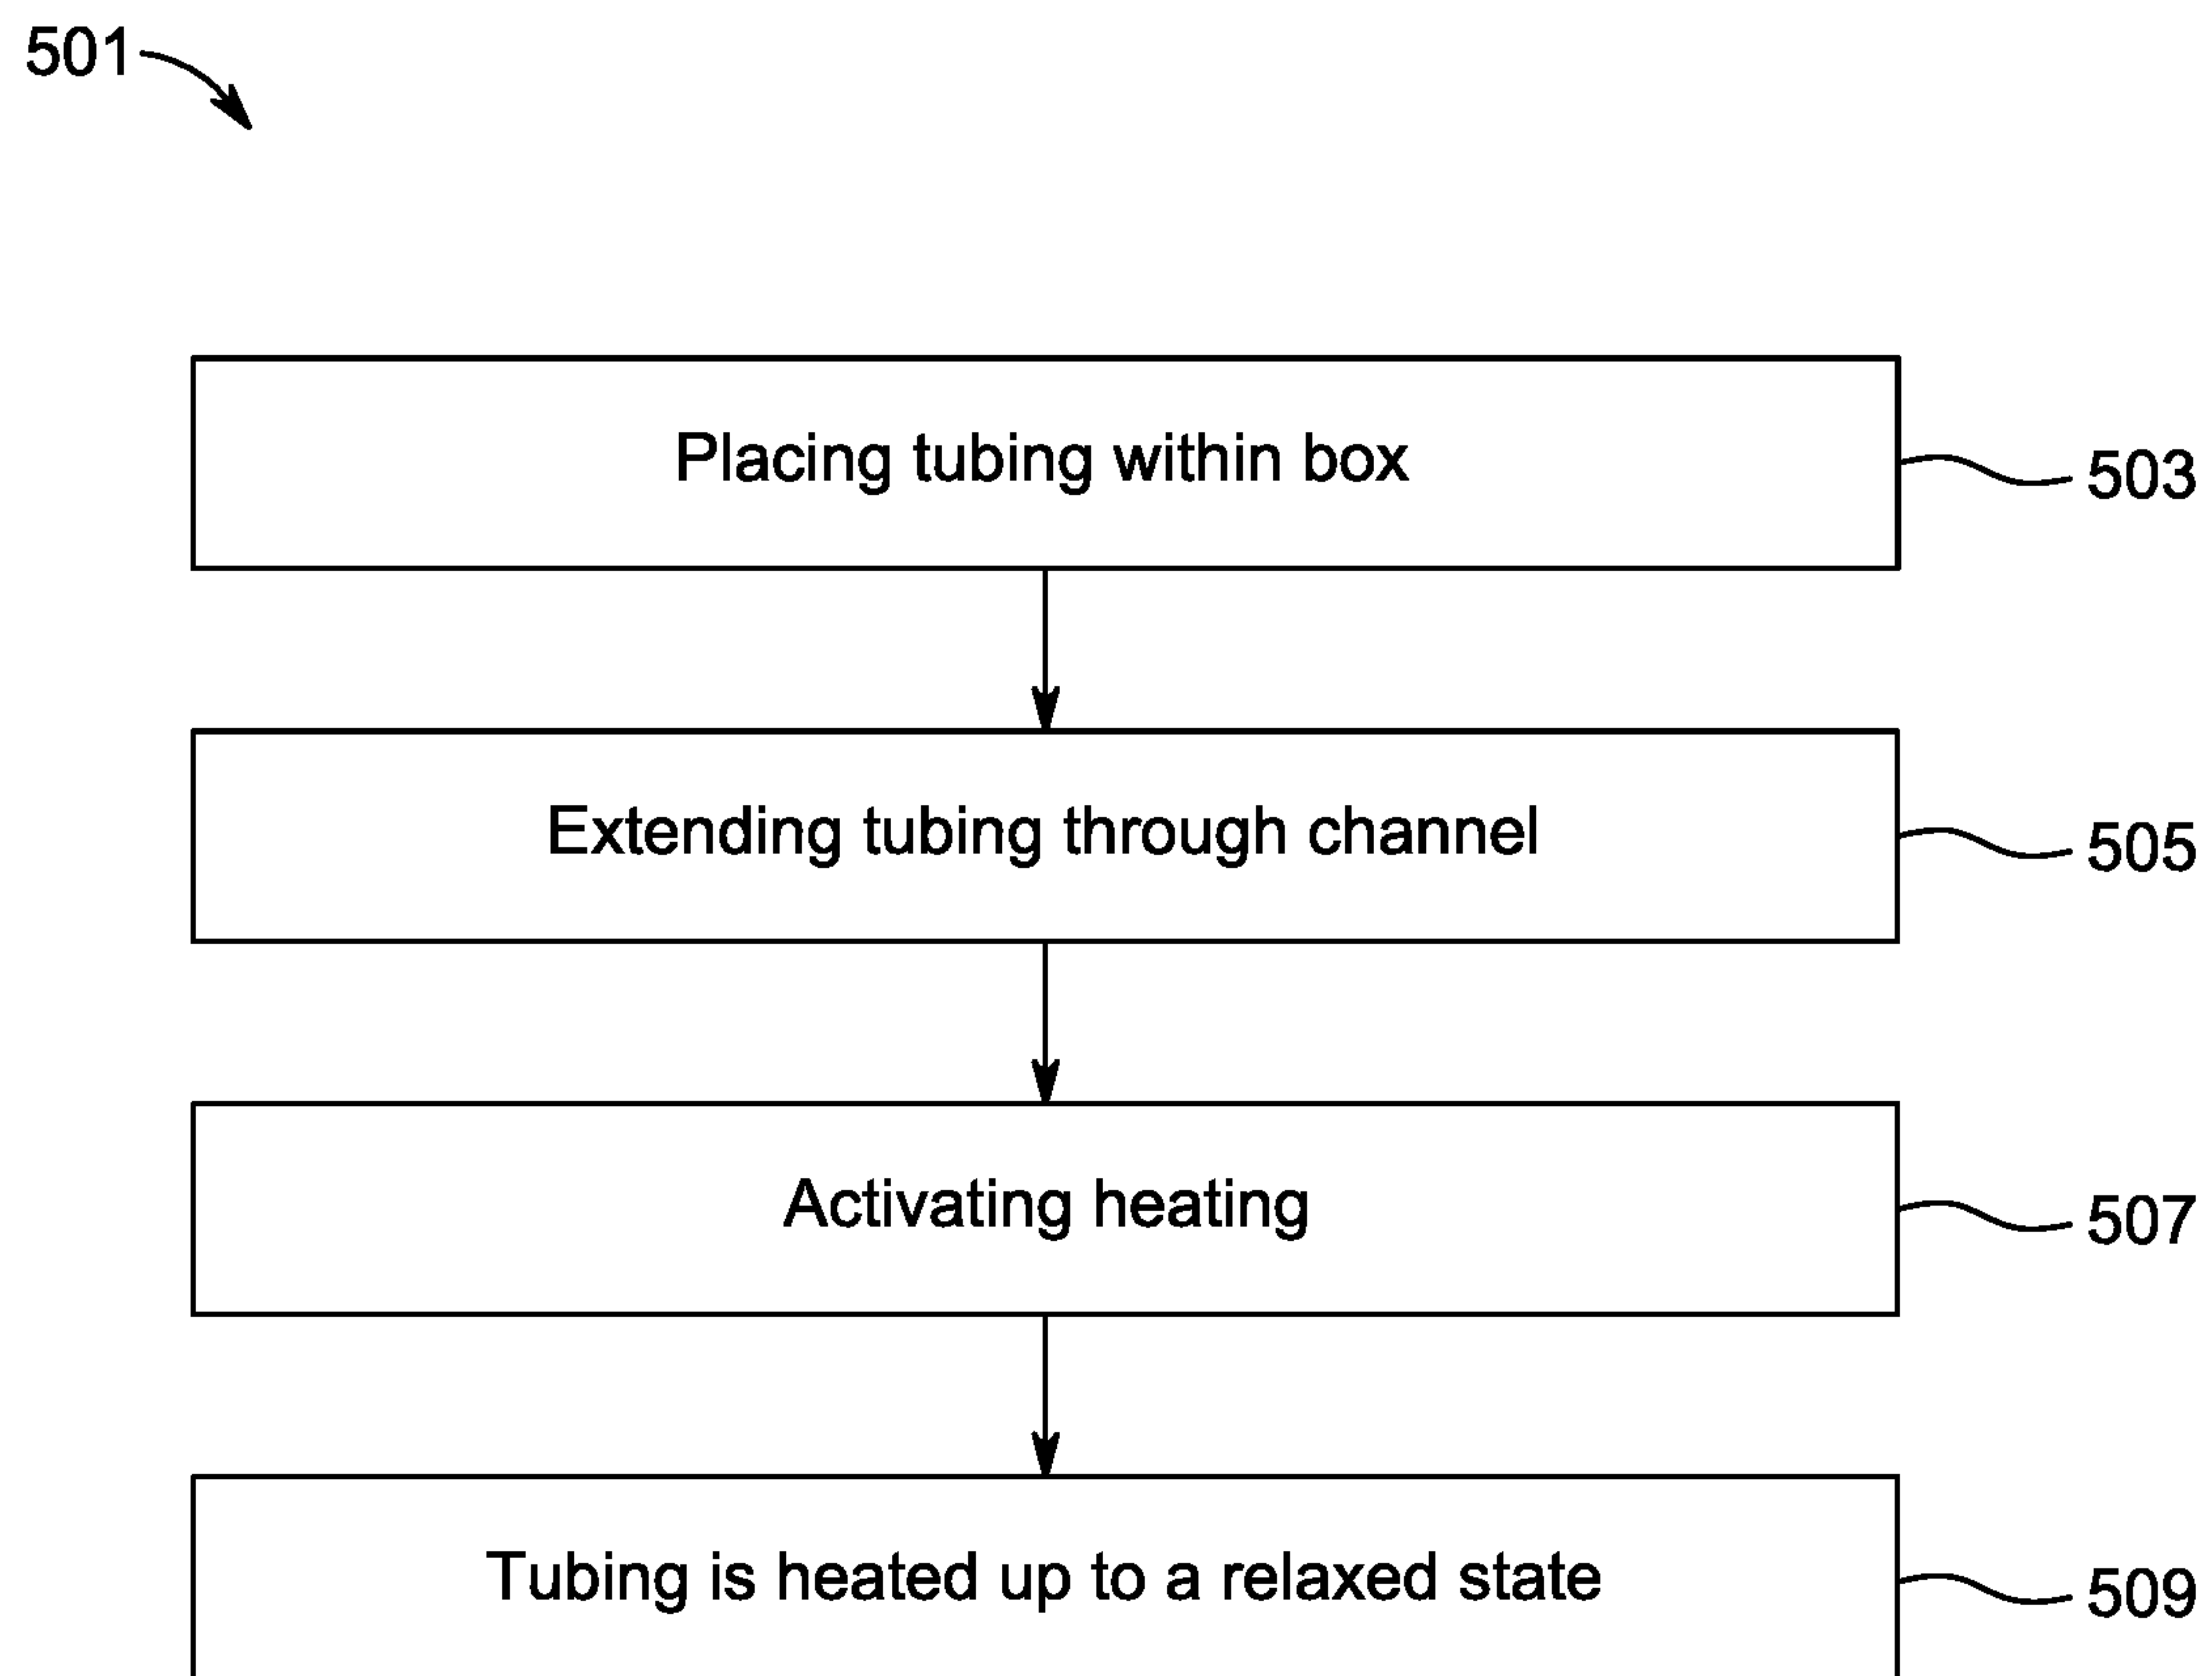 501
Placing tubing within box
503
Extending tubing through channel
505
Activating heating
507
Tubing is heated up to a relaxed state
509